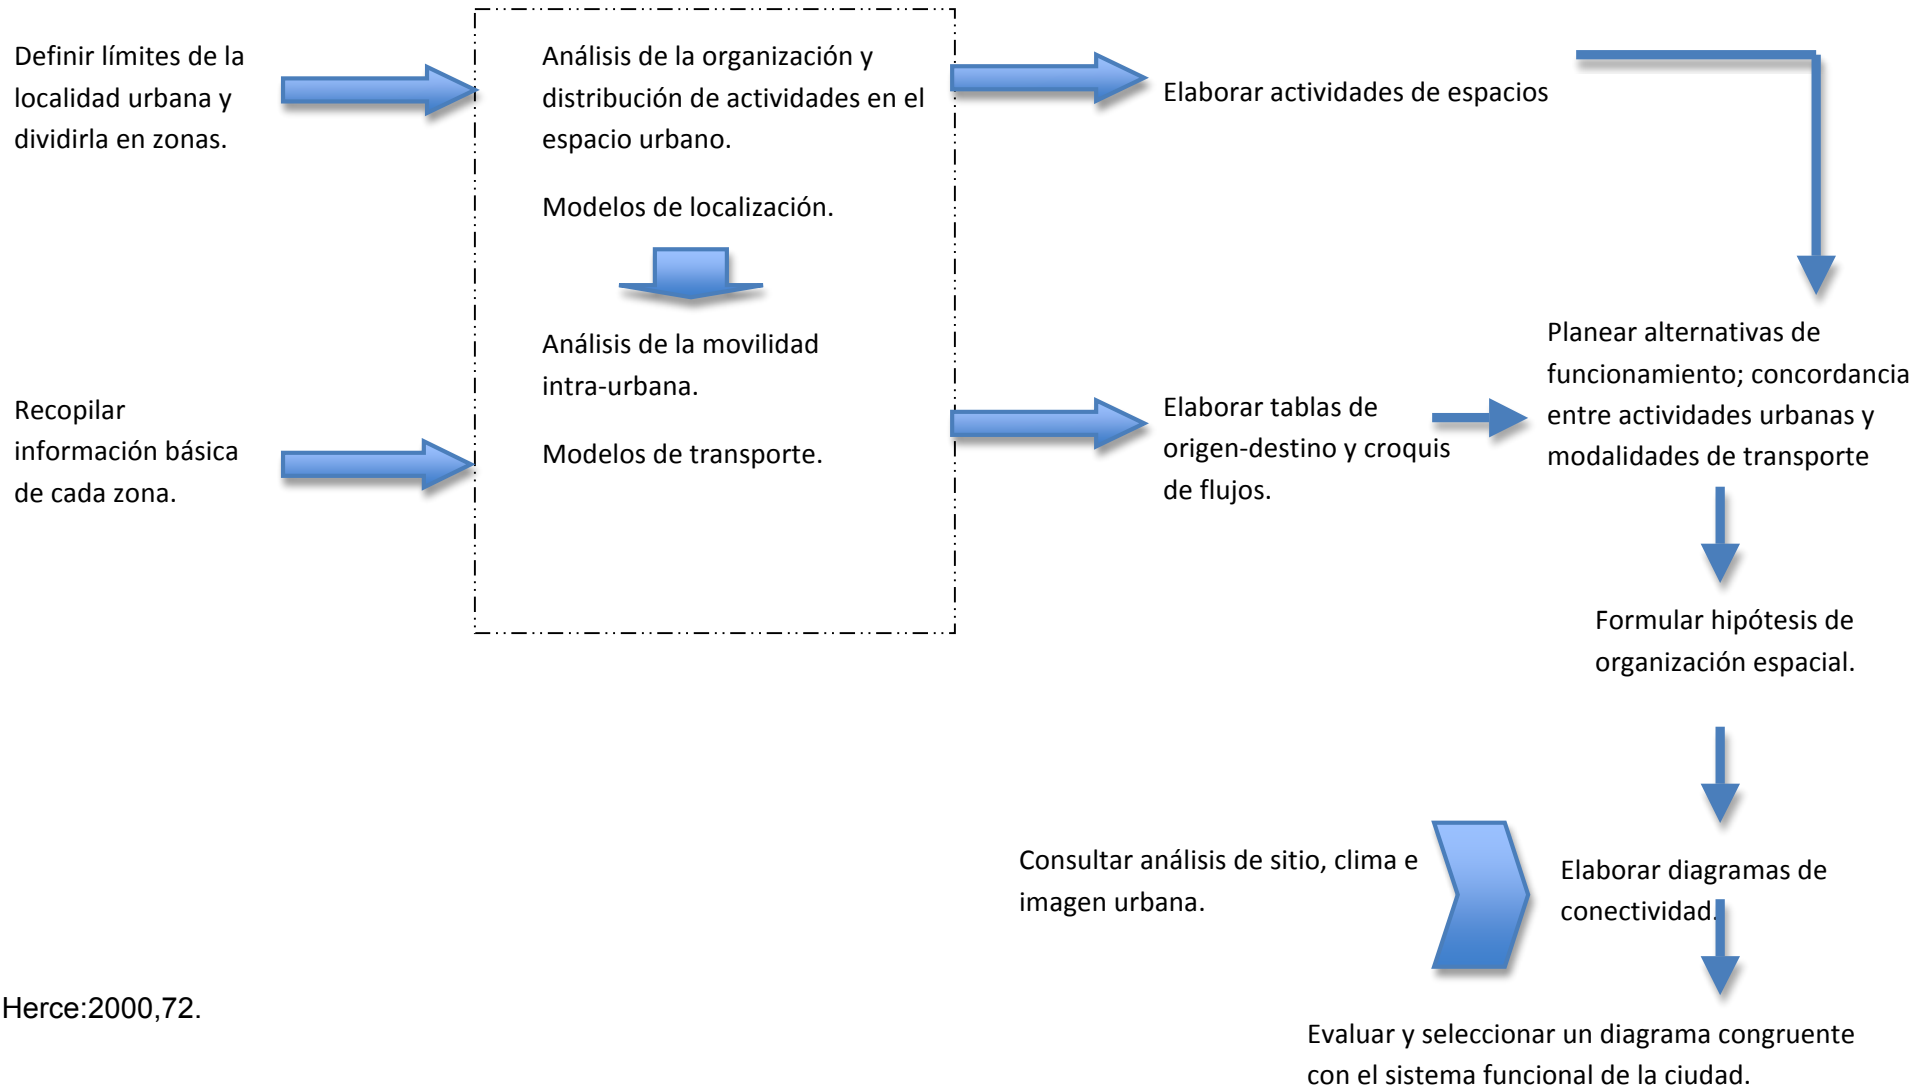 Definir límites de la
localidad urbana y
dividirla en zonas.
Recopilar
información básica
de cada zona.
Análisis de la organización y
distribución de actividades en el
espacio urbano.
Modelos de localización.
Análisis de la movilidad
intra-urbana.
Modelos de transporte.
Elaborar actividades de espacios
Elaborar tablas de
origen-destino y croquis
de flujos.
Planear alternativas de
funcionamiento; concordancia
entre actividades urbanas y
modalidades de transporte
Formular hipótesis de
organización espacial.
Consultar análisis de sitio, clima e
imagen urbana.
Elaborar diagramas de
conectividad.
Evaluar y seleccionar un diagrama congruente
con el sistema funcional de la ciudad.
Herce:2000,72.